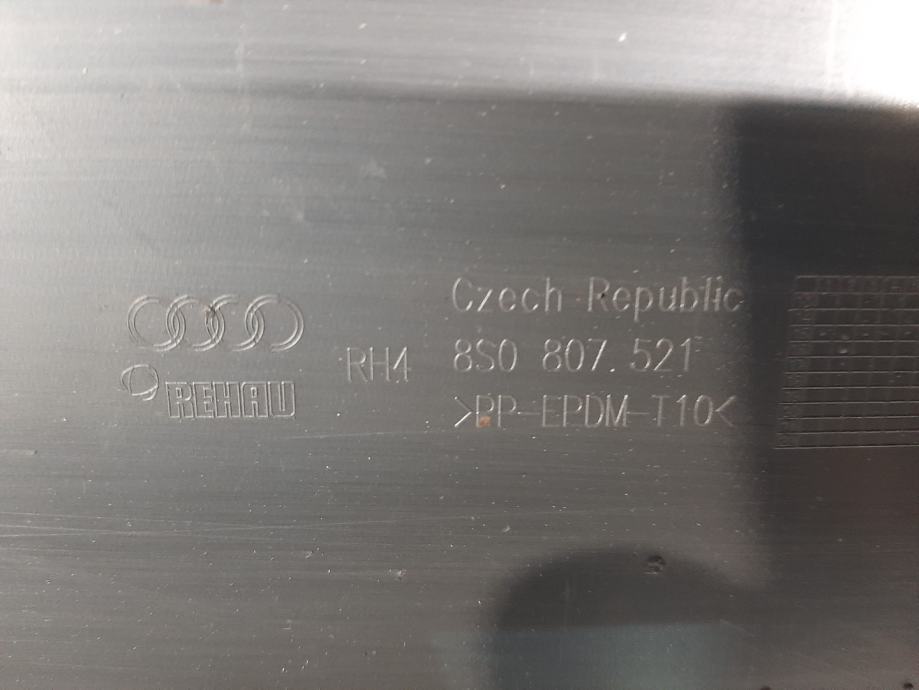 Czech Republic
RH4 8S0 807.521
REHAU >PP-EPDM-T10<